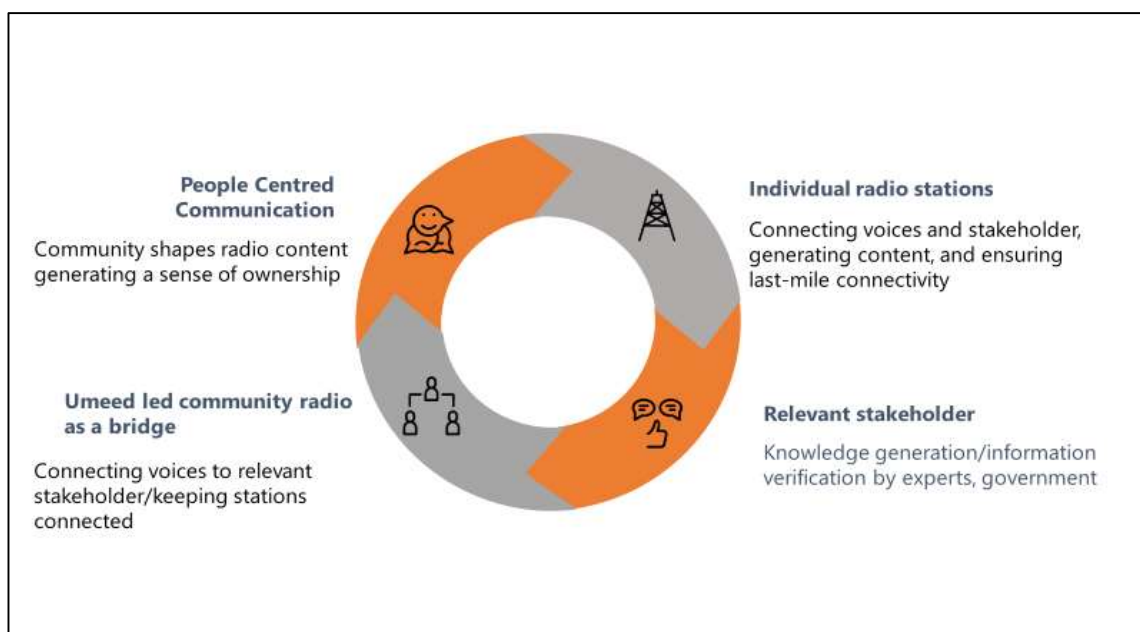 People Centred
Communication
Community shapes radio content
generating a sense of ownership
Individual radio stations
Connecting voices and stakeholder,
generating content, and ensuring
last-mile connectivity
Umeed led community radio
as a bridge
Connecting voices to relevant
stakeholder/keeping stations
connected
Relevant stakeholder
Knowledge generation/information
verification by experts, government